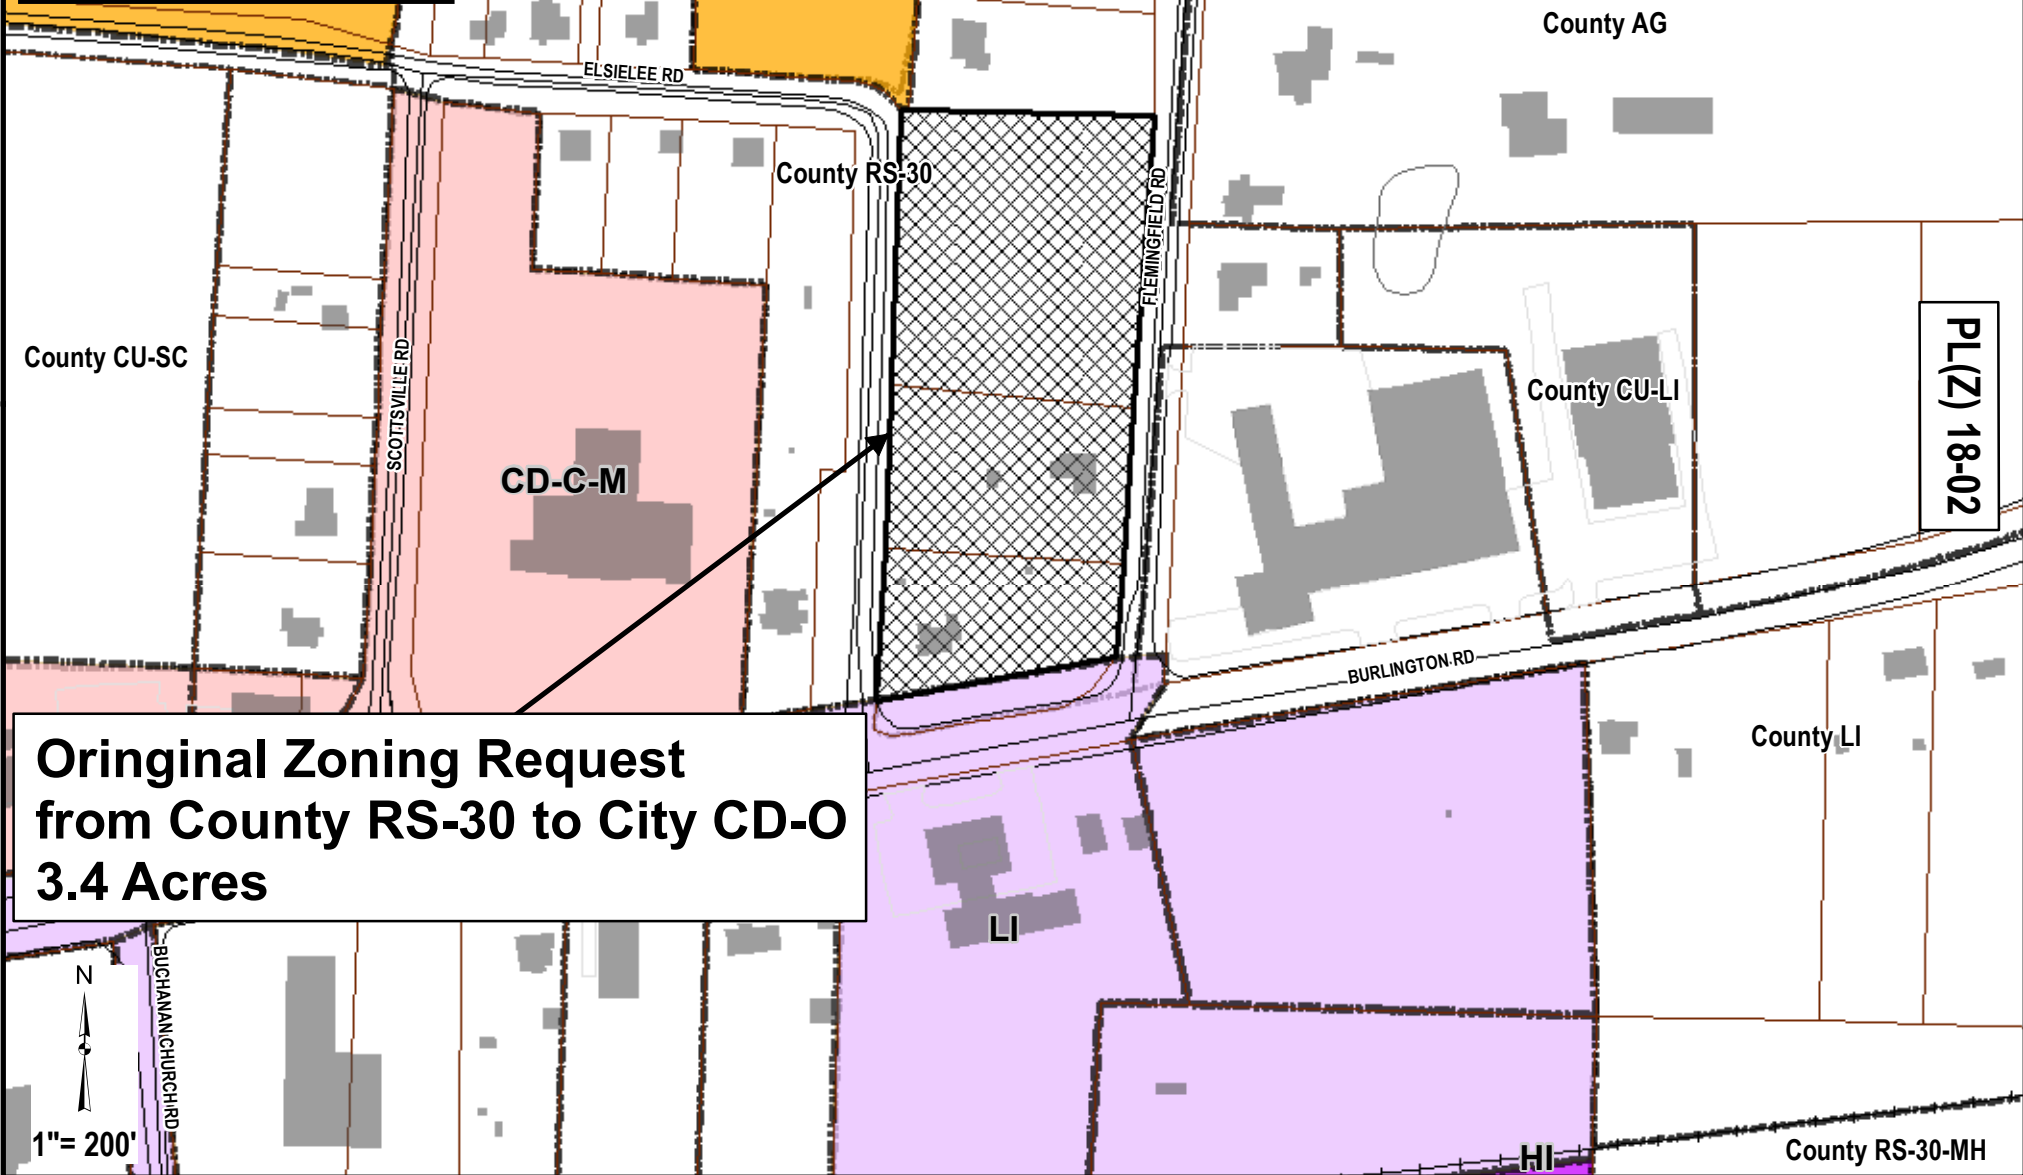 County AG
ELSIELEE RD
County RS-30
FLEMINGFIELD RD
County CU-SC
SCOTTSVILLE RD
CD-C-M
County CU-LI
PL(Z) 18-02
BURLINGTON RD
County LI
Oringinal Zoning Request
from County RS-30 to City CD-O
3.4 Acres
LI
BUCHANAN CHURCH RD
N
1"= 200'
HI
County RS-30-MH